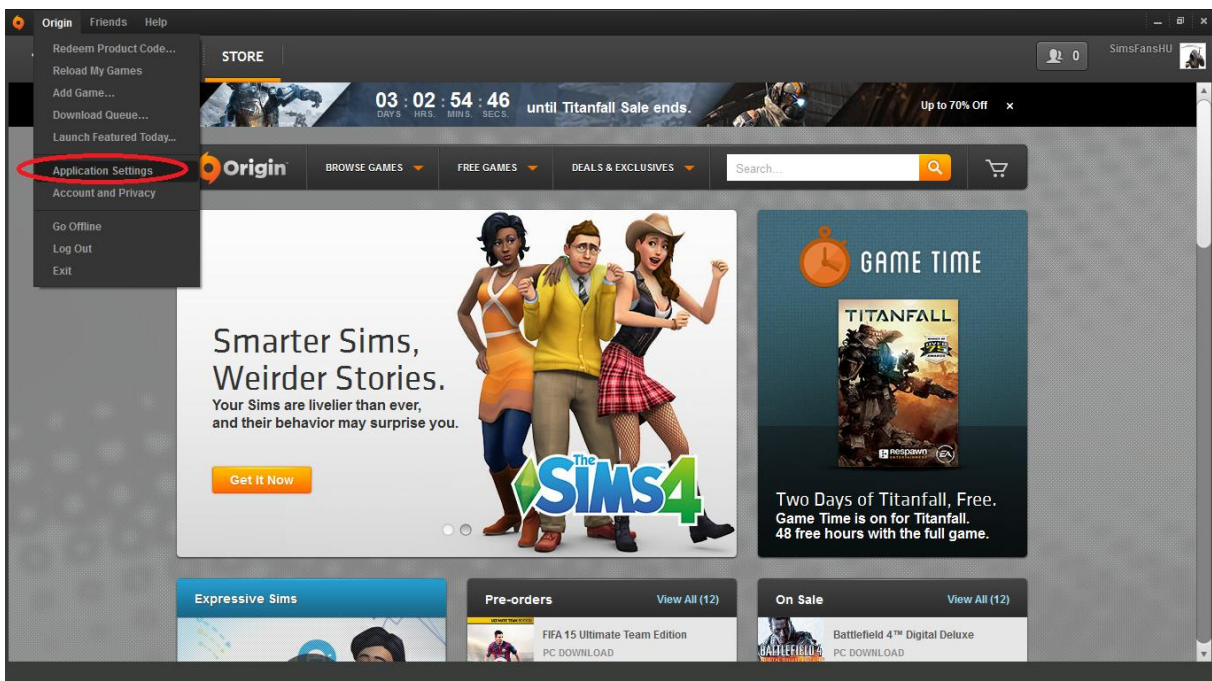 Origin Friends Help
Redeem Product Code...
Reload My Games
Add Game...
Download Queue...
Launch Featured Today...
Application Settings
Account and Privacy
Go Offline
Log Out
Exit
STORE
0 SimsFansHU
03 : 02 : 54 : 46 until Titanfall Sale ends.
DAYS HRS. MINS. SECS.
Up to 70% Off ×
Origin BROWSE GAMES FREE GAMES DEALS & EXCLUSIVES Search...
Smarter Sims,
Weirder Stories.
Your Sims are livelier than ever,
and their behavior may surprise you.
Get It Now
The
SIMS4
GAME TIME
TITANFALL
75
Respawn
EA
Two Days of Titanfall, Free.
Game Time is on for Titanfall.
48 free hours with the full game.
Expressive Sims
Pre-orders View All (12)
FIFA 15 Ultimate Team Edition
PC DOWNLOAD
On Sale View All (12)
BATTLEFIELD 4
Battlefield 4™ Digital Deluxe
PC DOWNLOAD